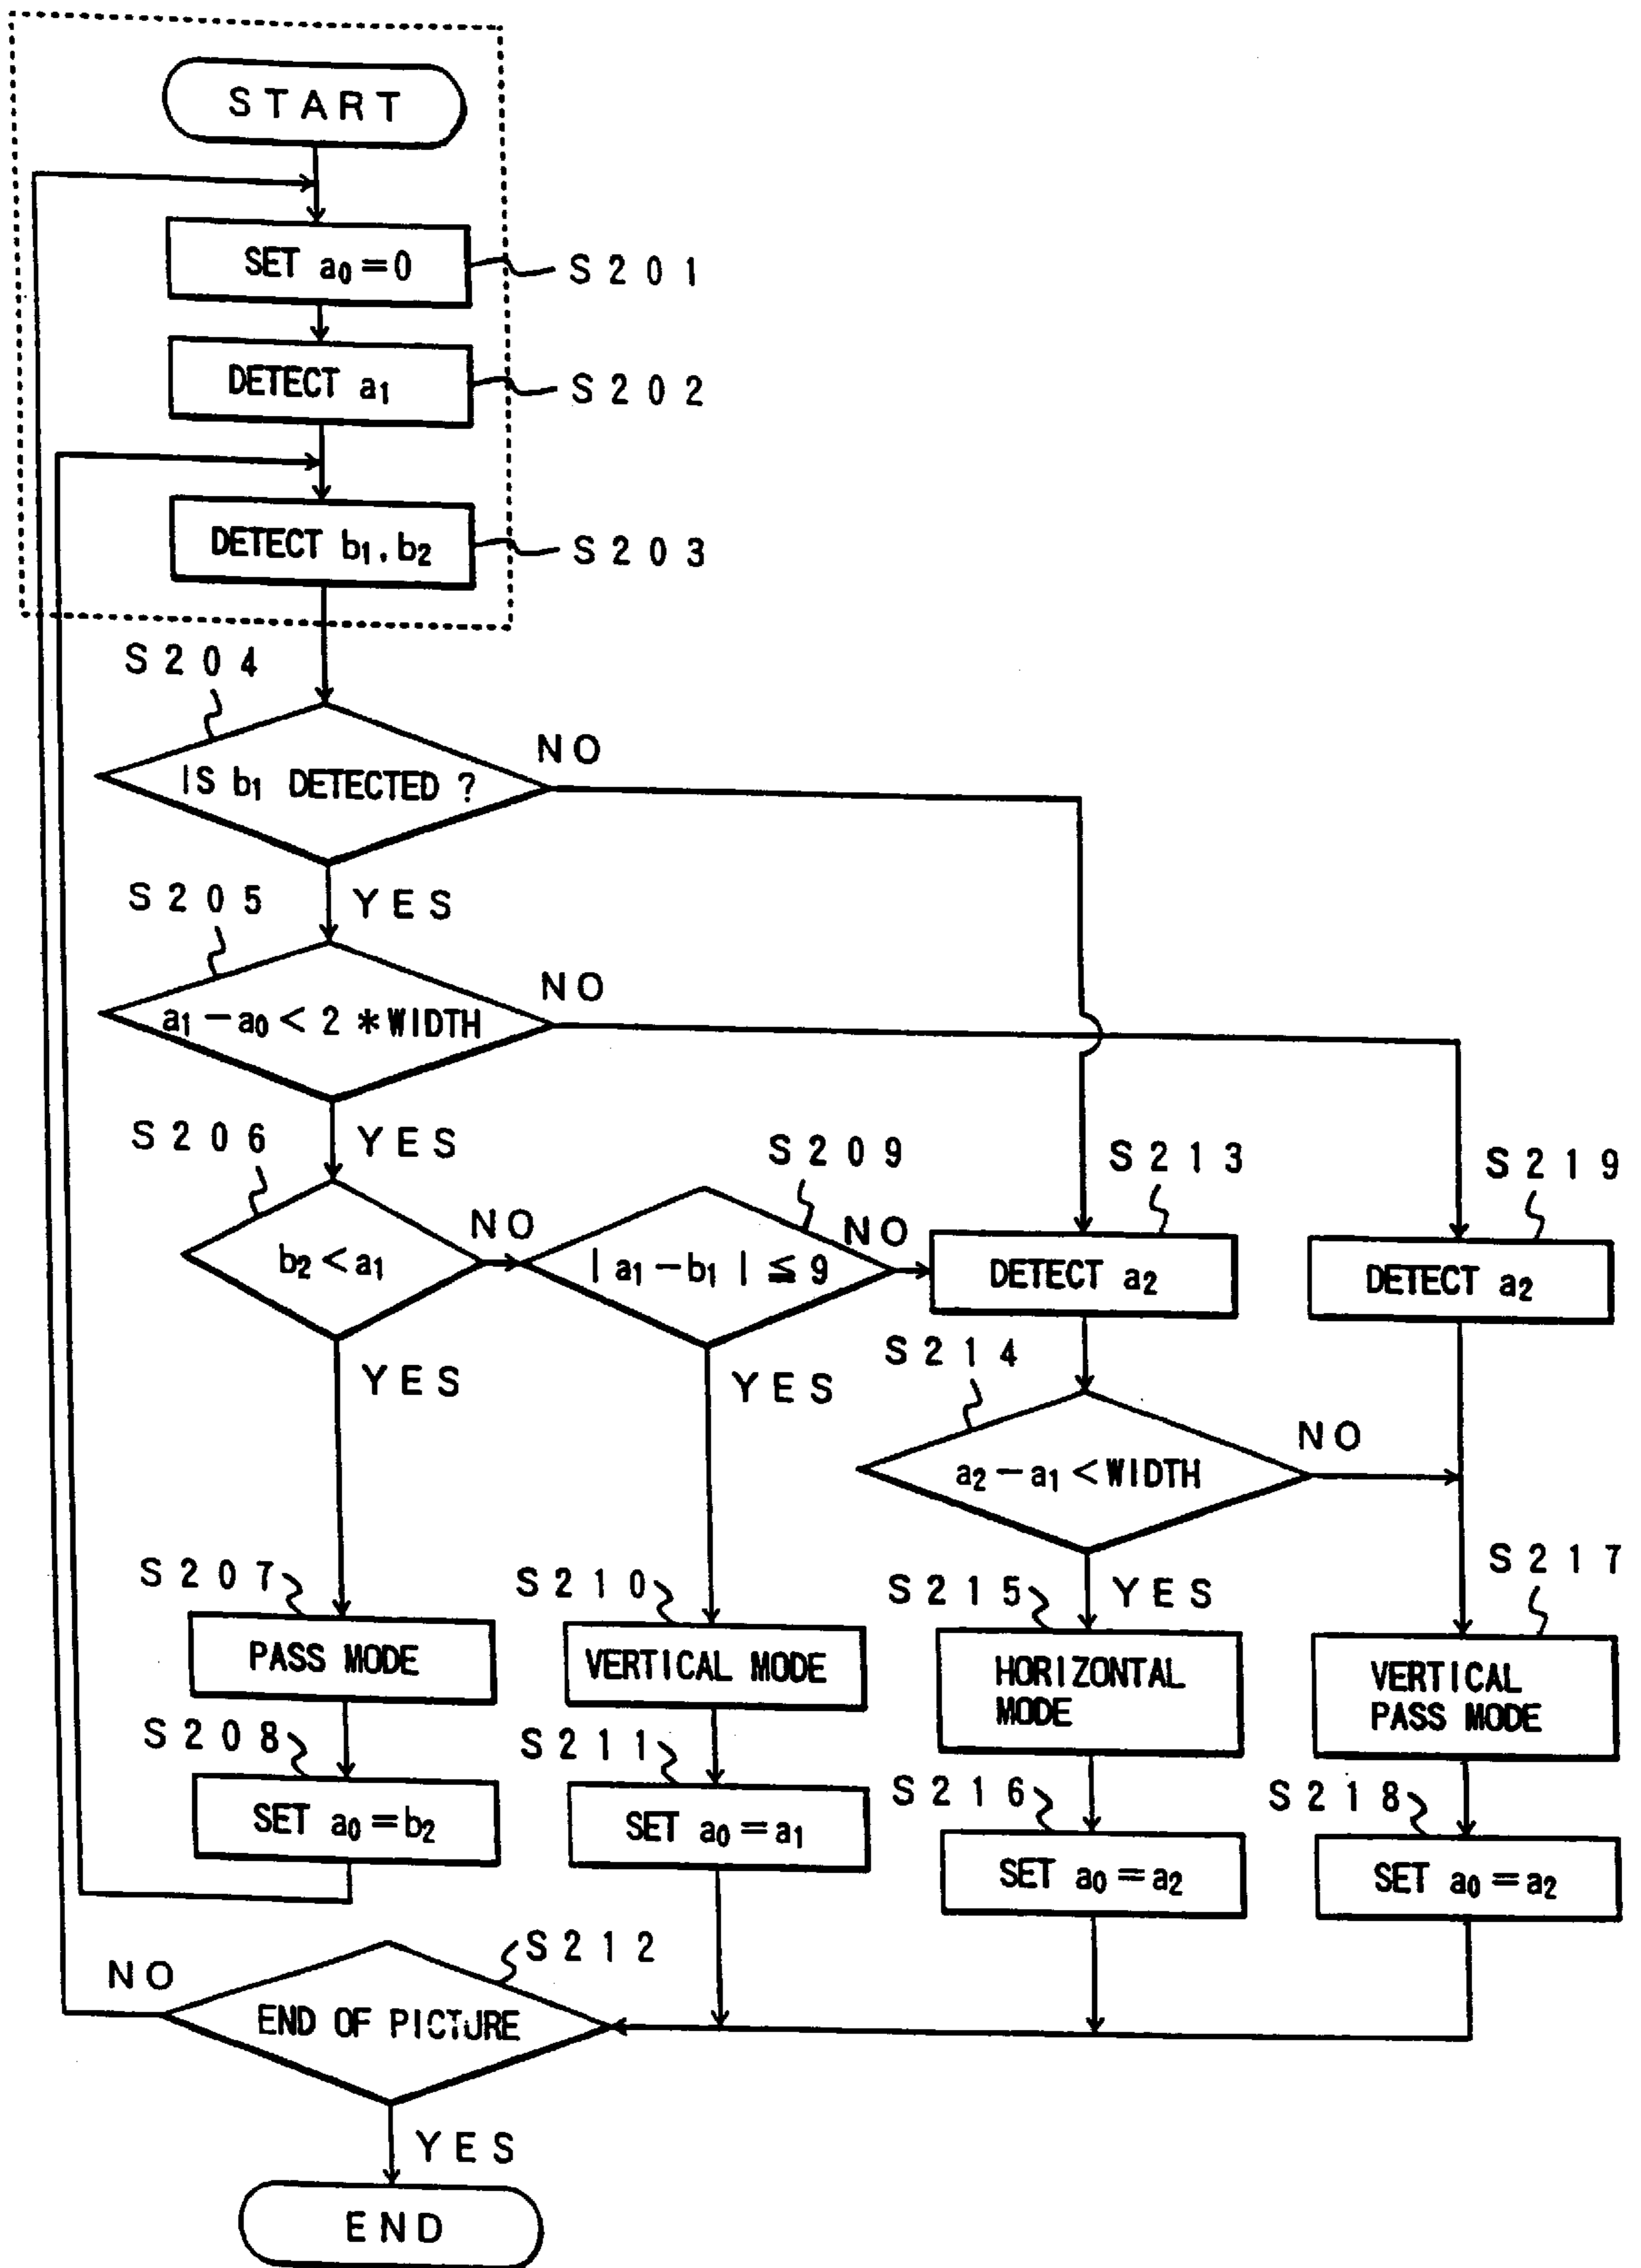 START
SET a₀ = 0
S201
DETECT a₁
S202
DETECT b₁, b₂
S203
S204
IS b₁ DETECTED ?
NO
YES
S205
a₁ − a₀ < 2 * WIDTH
NO
YES
S206
b₂ < a₁
NO
YES
S209
| a₁ − b₁ | ≦ 9
NO
YES
S213
DETECT a₂
S219
DETECT a₂
S214
a₂ − a₁ < WIDTH
NO
YES
S207
PASS MODE
S210
VERTICAL MODE
S215
HORIZONTAL
MODE
S217
VERTICAL
PASS MODE
S208
SET a₀ = b₂
S211
SET a₀ = a₁
S216
SET a₀ = a₂
S218
SET a₀ = a₂
S212
END OF PICTURE
NO
YES
END